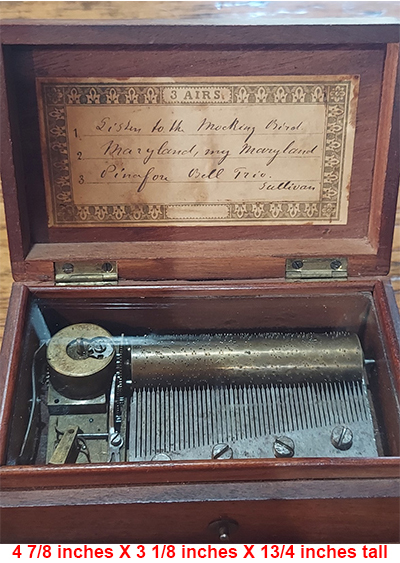 3 AIRS.
1. Listen to the Mocking Bird.
2 Maryland, my Maryland
3 Pinafore Bell Trio.
Sullivan
4 7/8 inches X 3 1/8 inches X 13/4 inches tall